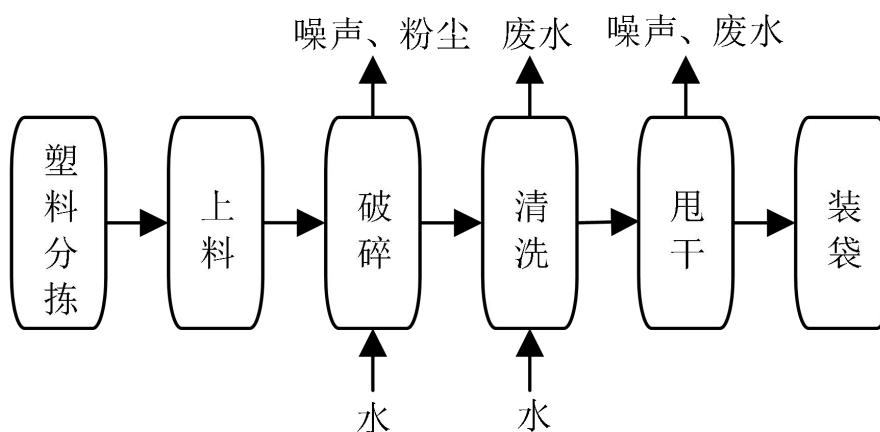 噪声、粉尘 废水 噪声、废水
塑料分拣
上料
破碎
清洗
甩干
装袋
水
水